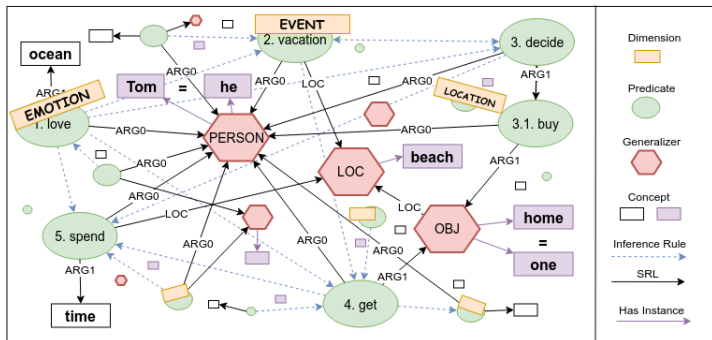 EVENT
2. vacation
3. decide
ocean
ARG0
ARG0
LOC
ARG1
Tom = he
ARG1
EMOTION
1. love
ARG0
ARG0
LOCATION
3.1. buy
PERSON
ARG0
ARG0
LOC
beach
ARG1
ARG0
LOC
LOC
home
=
one
OBJ
5. spend
ARG0
ARG0
ARG0
ARG1
ARG1
4. get
time
Dimension
Predicate
Generalizer
Concept
Inference Rule
SRL
Has Instance